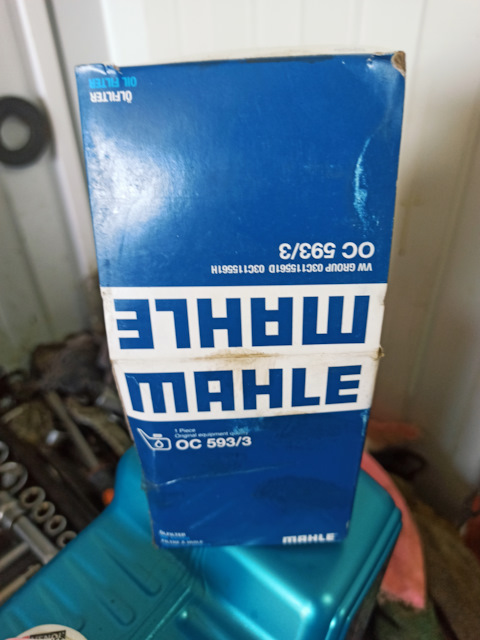 ÖLFILTER
OIL FILTER
OC 593/3
VW GROUP 03C115561D 03C115561H
MAHLE
MAHLE
1 Piece
Original equipment quality
OC 593/3
ÖLFILTER
MAHLE